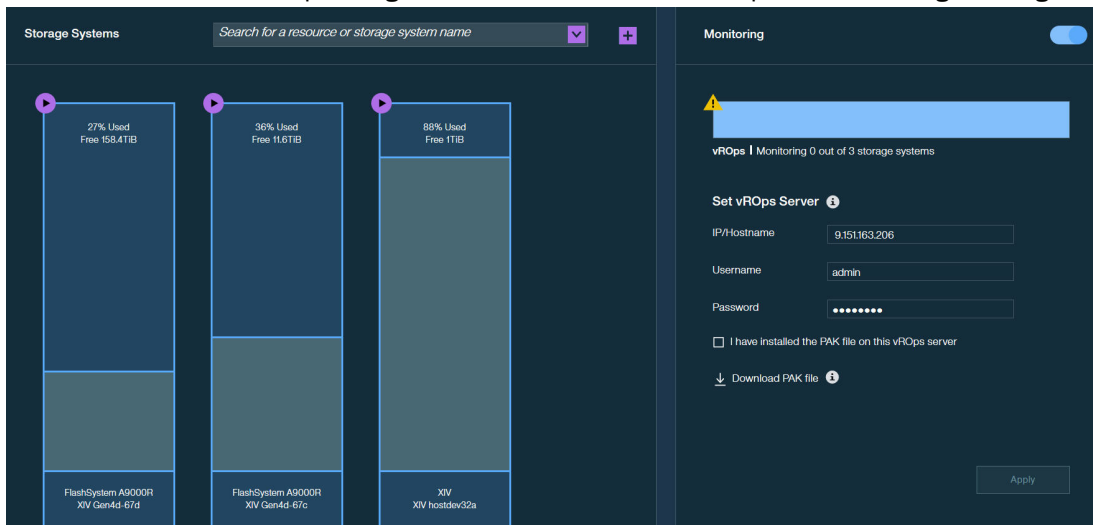 Storage Systems
Search for a resource or storage system name
Monitoring
27% Used
Free 158.4TiB
36% Used
Free 11.6TiB
88% Used
Free 1TiB
FlashSystem A9000R
XIV Gen4d-67d
FlashSystem A9000R
XIV Gen4d-67c
XIV
XIV hostdev32a
vROps | Monitoring 0 out of 3 storage systems
Set vROps Server
IP/Hostname
9.151.163.206
Username
admin
Password
••••••••
I have installed the PAK file on this vROps server
Download PAK file
Apply